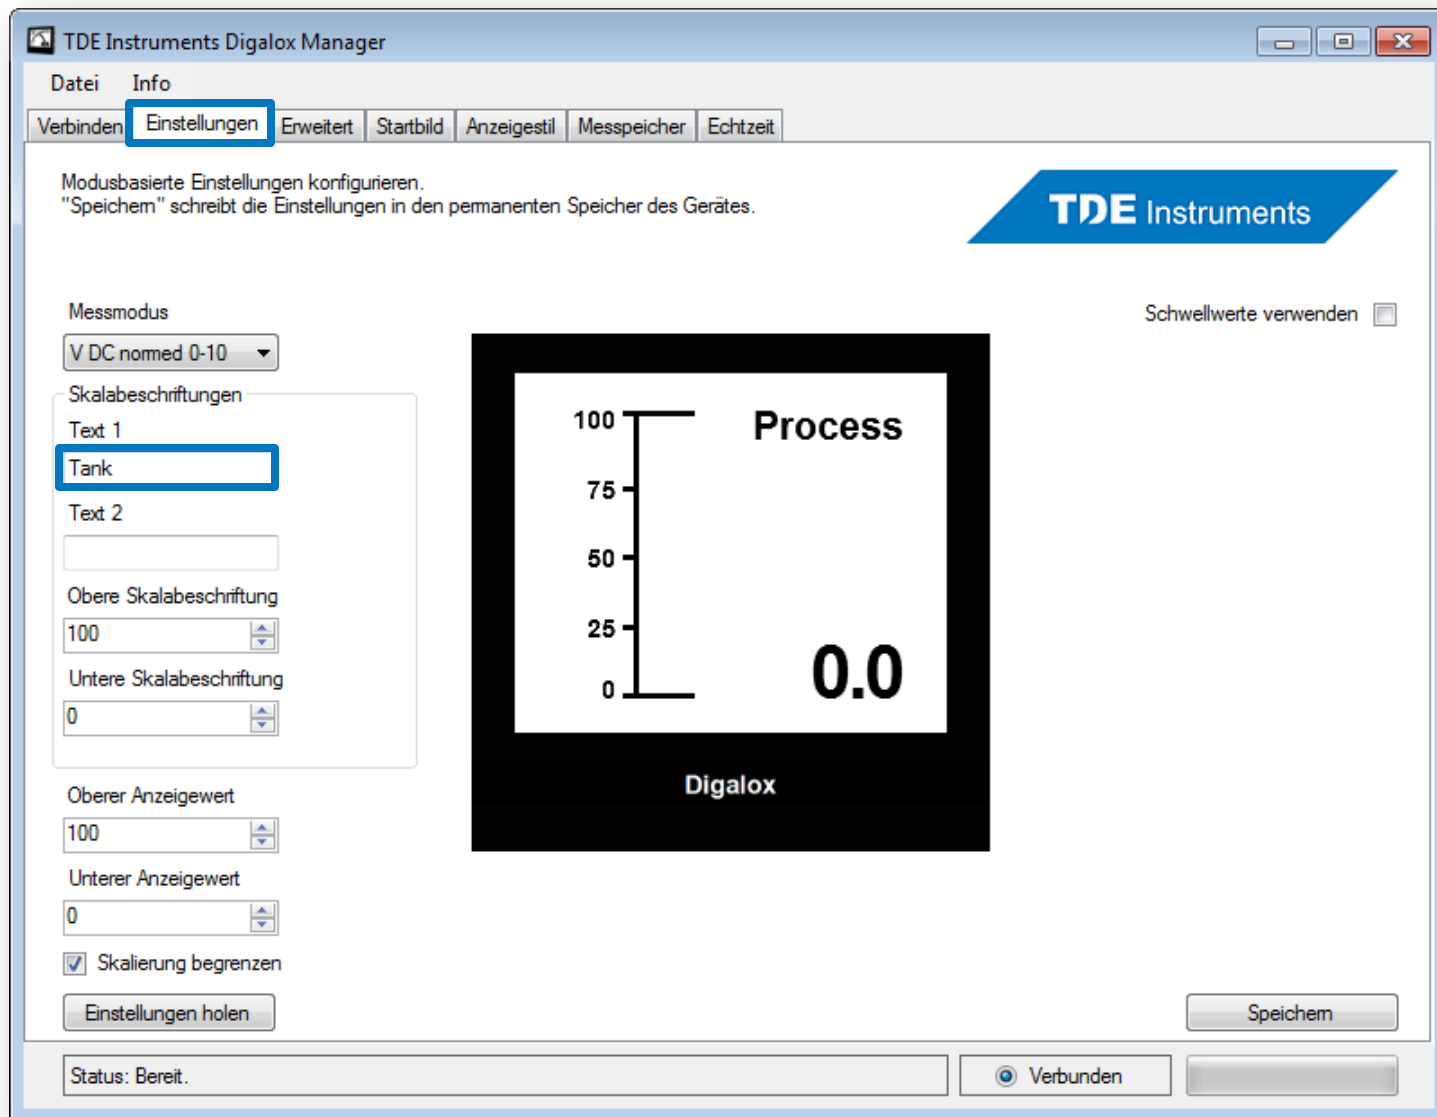 TDE Instruments Digalox Manager
Datei Info
Verbinden Einstellungen Erweitert Startbild Anzeigestil Messpeicher Echtzeit
Modusbasierte Einstellungen konfigurieren.
"Speichern" schreibt die Einstellungen in den permanenten Speicher des Gerätes.
TDE Instruments
Messmodus
Schwellwerte verwenden
V DC normed 0-10
Skalabeschriftungen
Text 1
Tank
Text 2
Obere Skalabeschriftung
100
Untere Skalabeschriftung
0
Oberer Anzeigewert
100
Unterer Anzeigewert
0
Skalierung begrenzen
Einstellungen holen
100 Process
75
50
25
0 0.0
Digalox
Speichern
Status: Bereit.
Verbunden